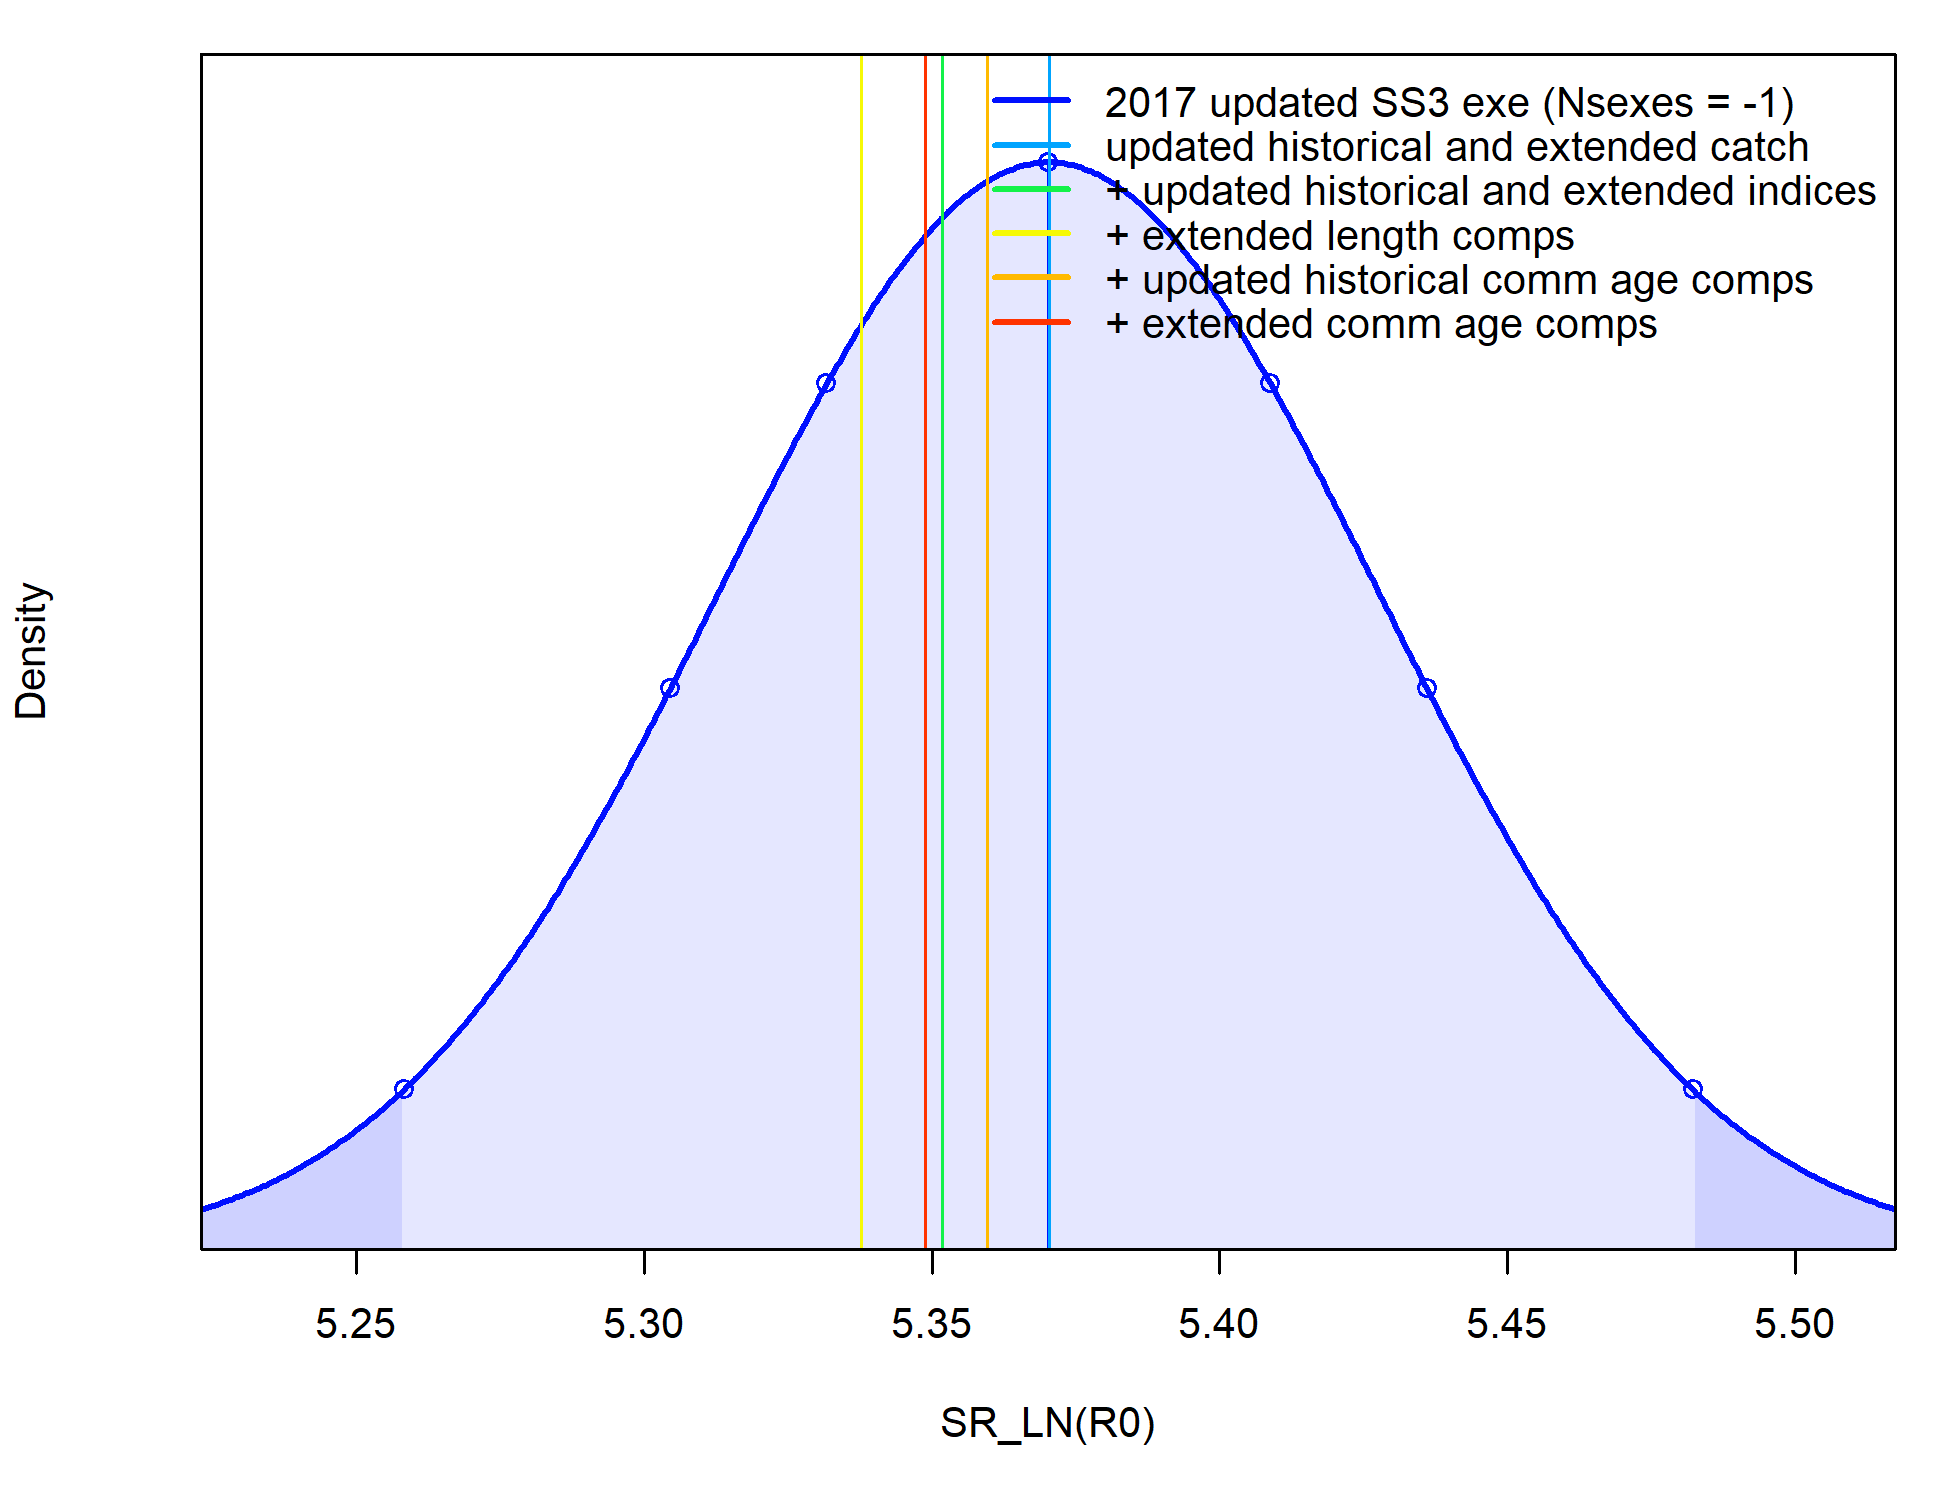 2017 updated SS3 exe (Nsexes = -1)
updated historical and extended catch
+ updated historical and extended indices
+ extended length comps
+ updated historical comm age comps
+ extended comm age comps
Density
5.25 5.30 5.35 5.40 5.45 5.50
SR_LN(R0)